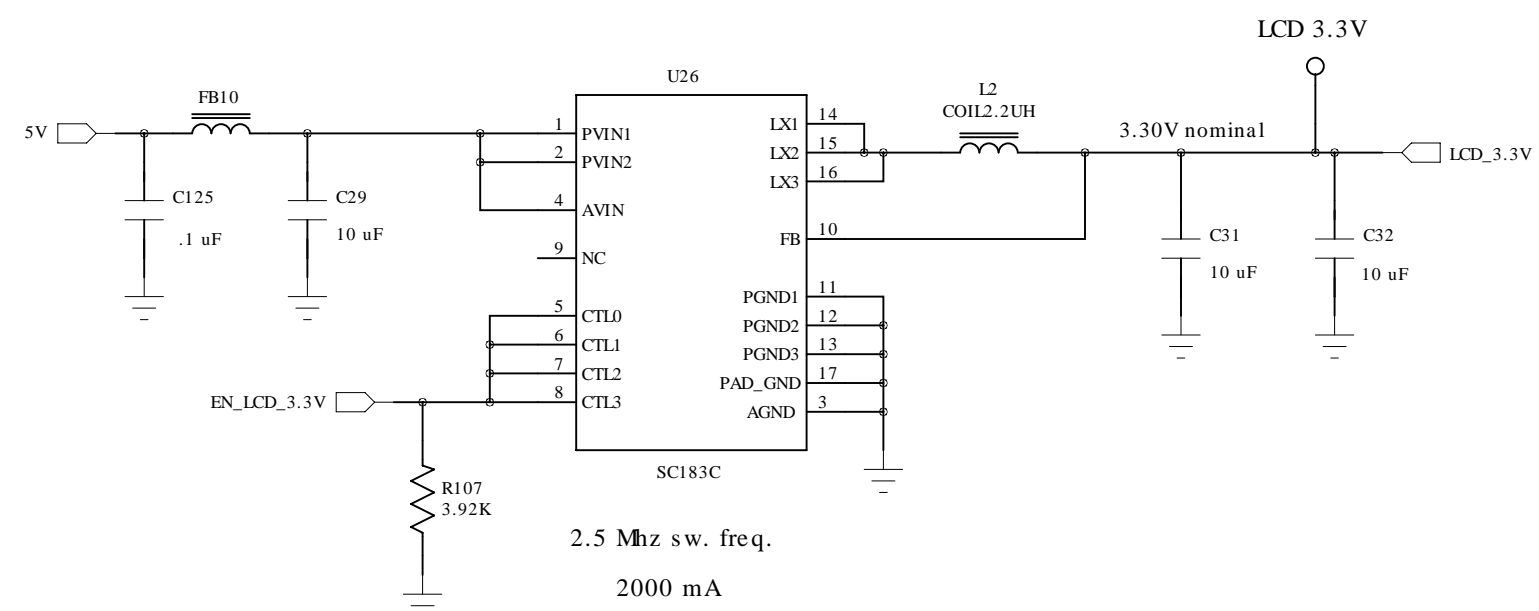 LCD 3.3V
U26
FB10
L2
COIL2.2UH
5V
1
PVIN1
2
PVIN2
4
AVIN
9
NC
5
CTL0
6
CTL1
7
CTL2
8
CTL3
LX1
14
LX2
15
LX3
16
FB
10
PGND1
11
PGND2
12
PGND3
13
PAD_GND
17
AGND
3
3.30V nominal
LCD_3.3V
C125
.1 uF
C29
10 uF
C31
10 uF
C32
10 uF
EN_LCD_3.3V
R107
3.92K
SC183C
2.5 Mhz sw. freq.
2000 mA